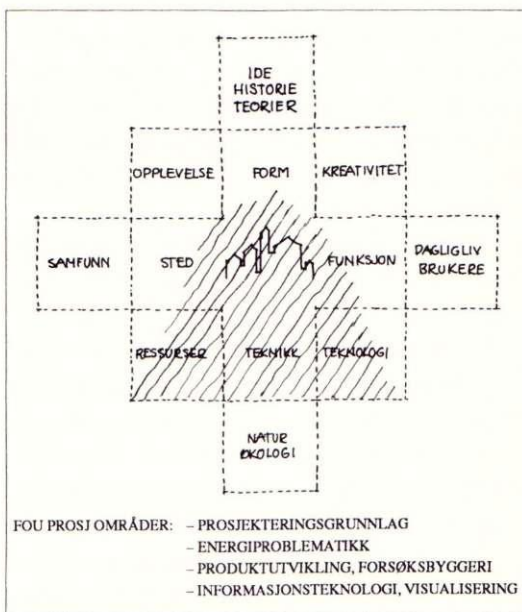 IDE
HISTORIE
TEORIER
OPPLEVELSE FORM KREATIVITET
SAMFUNN STED FUNKSJON DAGLIGLIV
BRUKERE
RESSURSER TEKNIKK TEKNOLOGI
NATUR
ØKOLOGI
FOU PROSJ OMRÅDER: – PROSJEKTERINGSGRUNNLAG
– ENERGIPROBLEMATIKK
– PRODUKTUTVIKLING, FORSØKSBYGGERI
– INFORMASJONSTEKNOLOGI, VISUALISERING